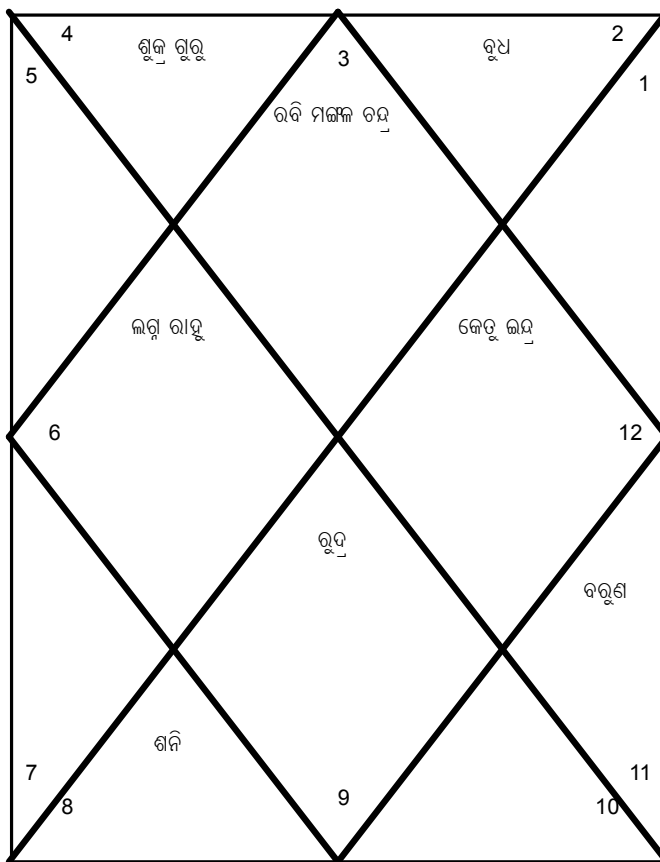 4 ଶୁକ୍ର ଗୁରୁ 3 ବୁଧ 2
5 1
ରବି ମଙ୍ଗଳ ଚନ୍ଦ୍ର
ଲଗ୍ନ ରାହୁ କେତୁ ଇନ୍ଦ୍ର
6 12
ରୁଦ୍ର
ବରୁଣ
ଶନି
7 9 11
8 10